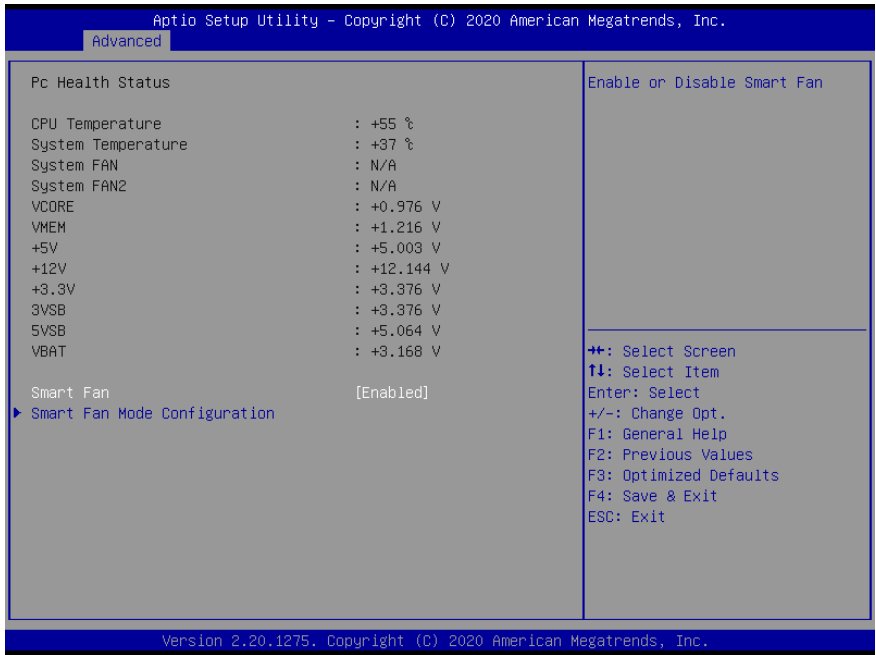 Aptio Setup Utility – Copyright (C) 2020 American Megatrends, Inc.
Advanced
Pc Health Status
CPU Temperature : +55 ℃
System Temperature : +37 ℃
System FAN : N/A
System FAN2 : N/A
VCORE : +0.976 V
VMEM : +1.216 V
+5V : +5.003 V
+12V : +12.144 V
+3.3V : +3.376 V
3VSB : +3.376 V
5VSB : +5.064 V
VBAT : +3.168 V
Smart Fan [Enabled]
Smart Fan Mode Configuration
Enable or Disable Smart Fan
→←: Select Screen
↑↓: Select Item
Enter: Select
+/-: Change Opt.
F1: General Help
F2: Previous Values
F3: Optimized Defaults
F4: Save & Exit
ESC: Exit
Version 2.20.1275. Copyright (C) 2020 American Megatrends, Inc.